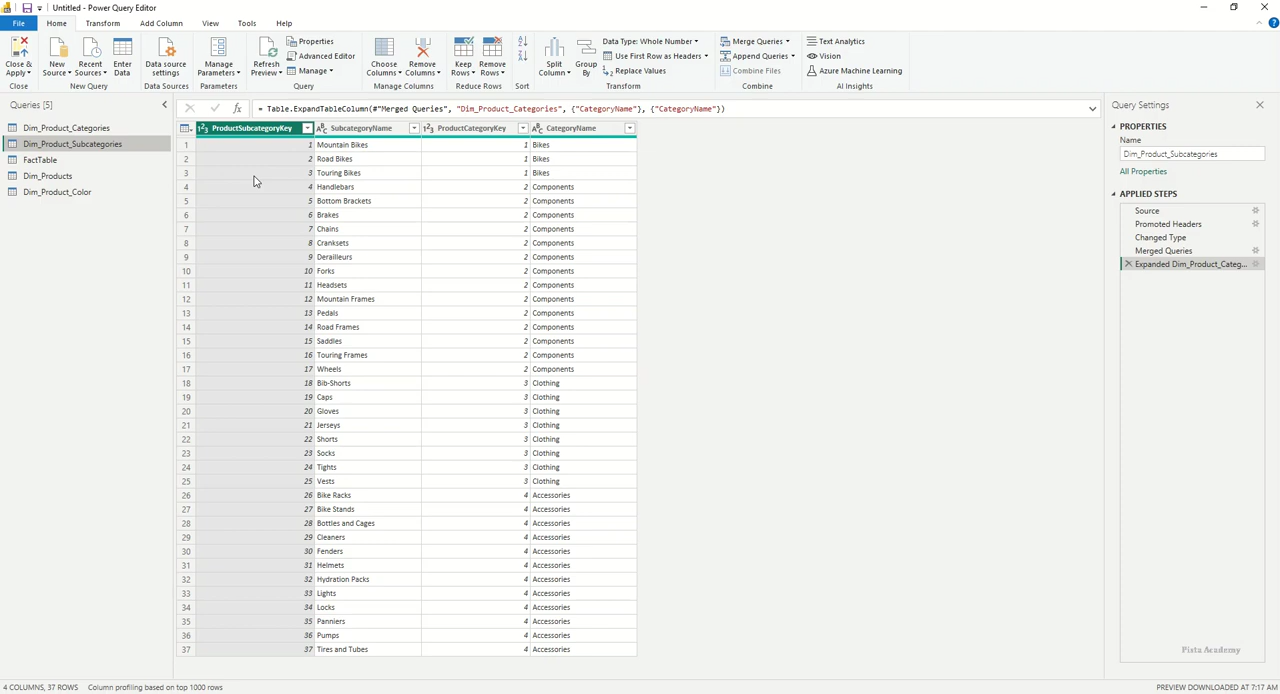 Untitled - Power Query Editor
File Home Transform Add Column View Tools Help
Close & Apply
New Source
Recent Sources
Enter Data
Data source settings
Manage Parameters
Refresh Preview
Properties
Advanced Editor
Manage
Choose Columns
Remove Columns
Keep Rows
Remove Rows
Split Column
Group By
Data Type: Whole Number
Use First Row as Headers
Replace Values
Merge Queries
Append Queries
Combine Files
Text Analytics
Vision
Azure Machine Learning
Close New Query Data Sources Parameters Query Manage Columns Reduce Rows Sort Transform Combine AI Insights
Queries [5]
Dim_Product_Categories
Dim_Product_Subcategories
FactTable
Dim_Products
Dim_Product_Color
= Table.ExpandTableColumn(#"Merged Queries", "Dim_Product_Categories", {"CategoryName"}, {"CategoryName"})
ProductSubcategoryKey SubcategoryName ProductCategoryKey CategoryName
1 1 Mountain Bikes 1 Bikes
2 2 Road Bikes 1 Bikes
3 3 Touring Bikes 1 Bikes
4 4 Handlebars 2 Components
5 5 Bottom Brackets 2 Components
6 6 Brakes 2 Components
7 7 Chains 2 Components
8 8 Cranksets 2 Components
9 9 Derailleurs 2 Components
10 10 Forks 2 Components
11 11 Headsets 2 Components
12 12 Mountain Frames 2 Components
13 13 Pedals 2 Components
14 14 Road Frames 2 Components
15 15 Saddles 2 Components
16 16 Touring Frames 2 Components
17 17 Wheels 2 Components
18 18 Bib-Shorts 3 Clothing
19 19 Caps 3 Clothing
20 20 Gloves 3 Clothing
21 21 Jerseys 3 Clothing
22 22 Shorts 3 Clothing
23 23 Socks 3 Clothing
24 24 Tights 3 Clothing
25 25 Vests 3 Clothing
26 26 Bike Racks 4 Accessories
27 27 Bike Stands 4 Accessories
28 28 Bottles and Cages 4 Accessories
29 29 Cleaners 4 Accessories
30 30 Fenders 4 Accessories
31 31 Helmets 4 Accessories
32 32 Hydration Packs 4 Accessories
33 33 Lights 4 Accessories
34 34 Locks 4 Accessories
35 35 Panniers 4 Accessories
36 36 Pumps 4 Accessories
37 37 Tires and Tubes 4 Accessories
Query Settings
PROPERTIES
Name
Dim_Product_Subcategories
All Properties
APPLIED STEPS
Source
Promoted Headers
Changed Type
Merged Queries
Expanded Dim_Product_Categ...
Pixta Academy
4 COLUMNS, 37 ROWS Column profiling based on top 1000 rows
PREVIEW DOWNLOADED AT 7:17 AM